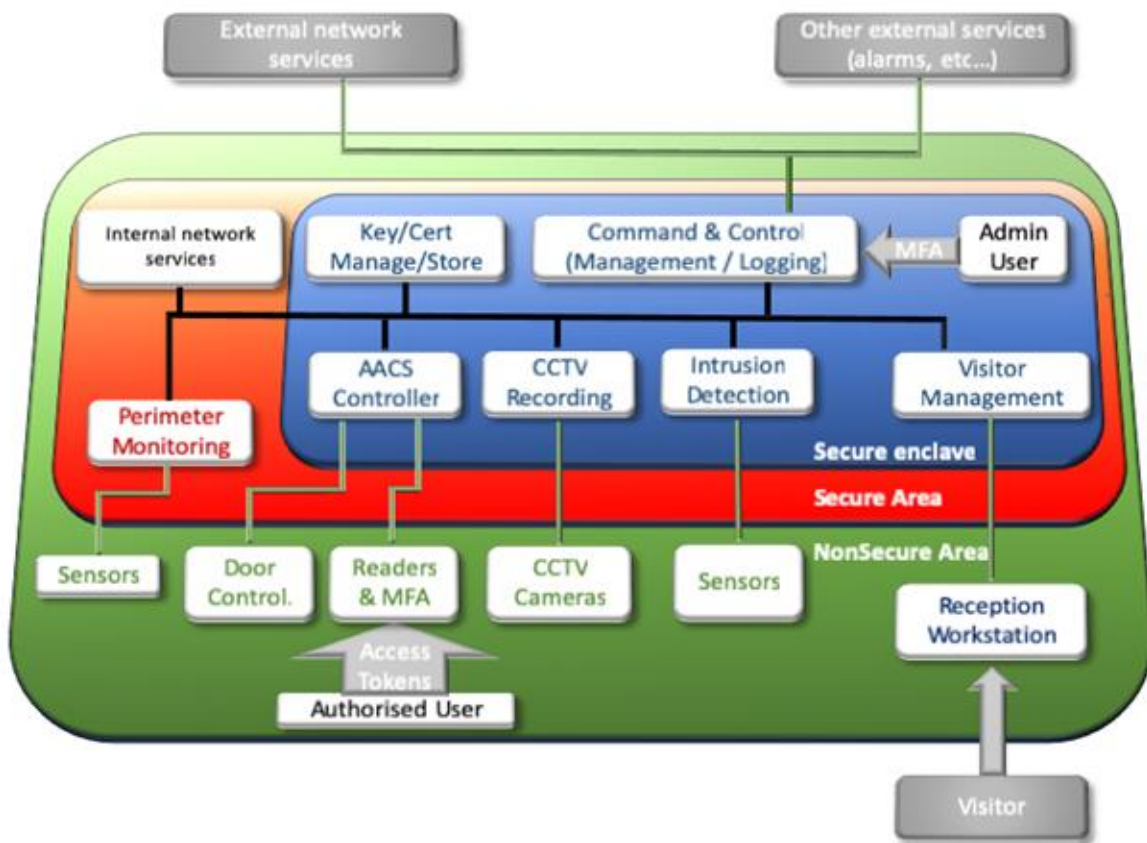 External network
services
Other external services
(alarms, etc...)
Internal network
services
Key/Cert
Manage/Store
Command & Control
(Management / Logging)
MFA
Admin
User
AACS
Controller
CCTV
Recording
Intrusion
Detection
Visitor
Management
Perimeter
Monitoring
Secure enclave
Secure Area
NonSecure Area
Sensors
Door
Control.
Readers
& MFA
CCTV
Cameras
Sensors
Reception
Workstation
Access
Tokens
Authorised User
Visitor